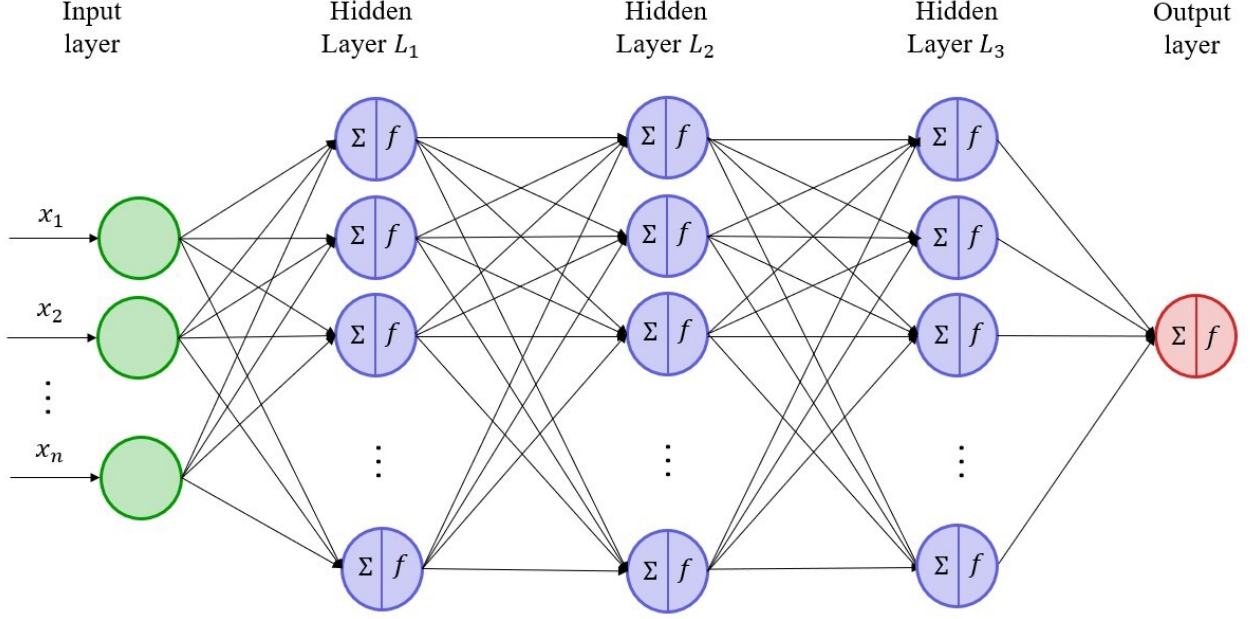 Input
layer
Hidden
Layer L₁
Hidden
Layer L₂
Hidden
Layer L₃
Output
layer
Σ f
Σ f
Σ f
x₁
Σ f
Σ f
Σ f
x₂
Σ f
Σ f
Σ f
Σ f
⋮
xₙ
⋮
⋮
⋮
Σ f
Σ f
Σ f